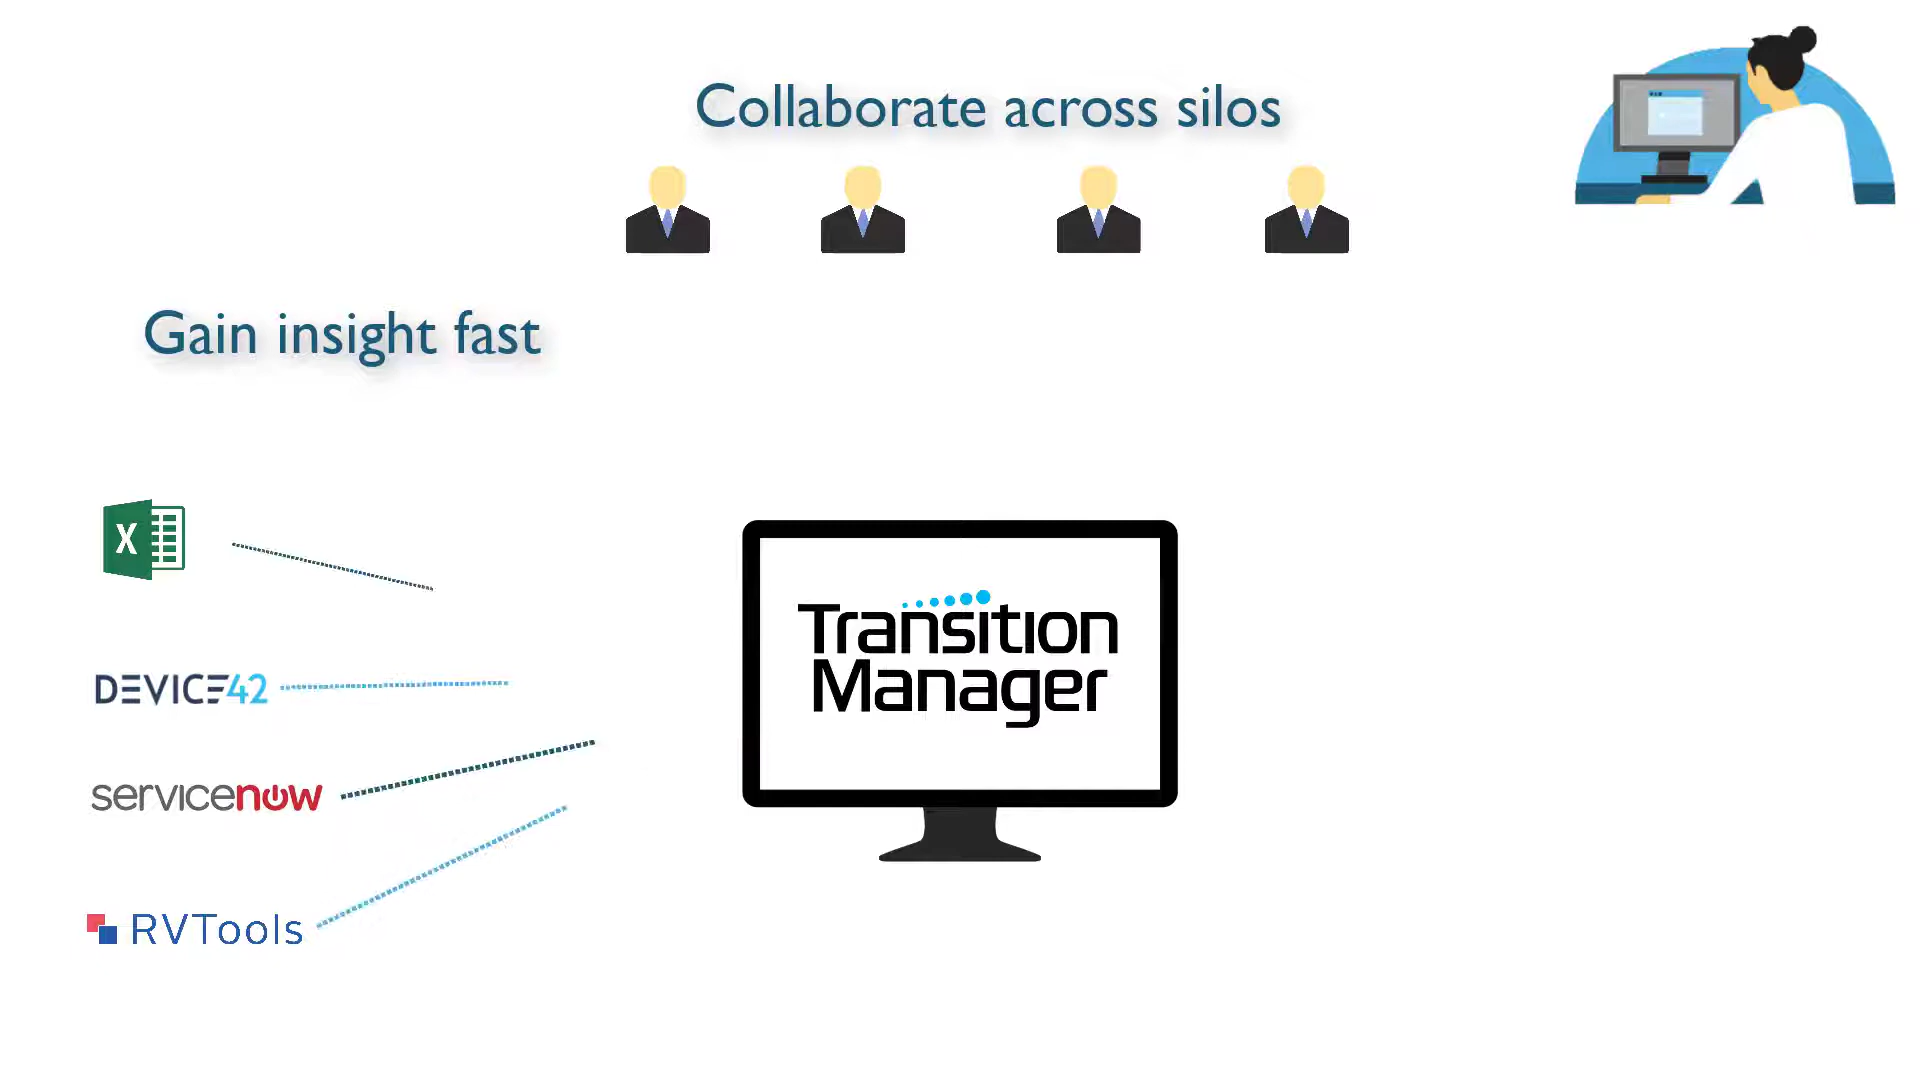 Collaborate across silos
Gain insight fast
X
DEVICE42
servicenow
RVTools
Transition
Manager